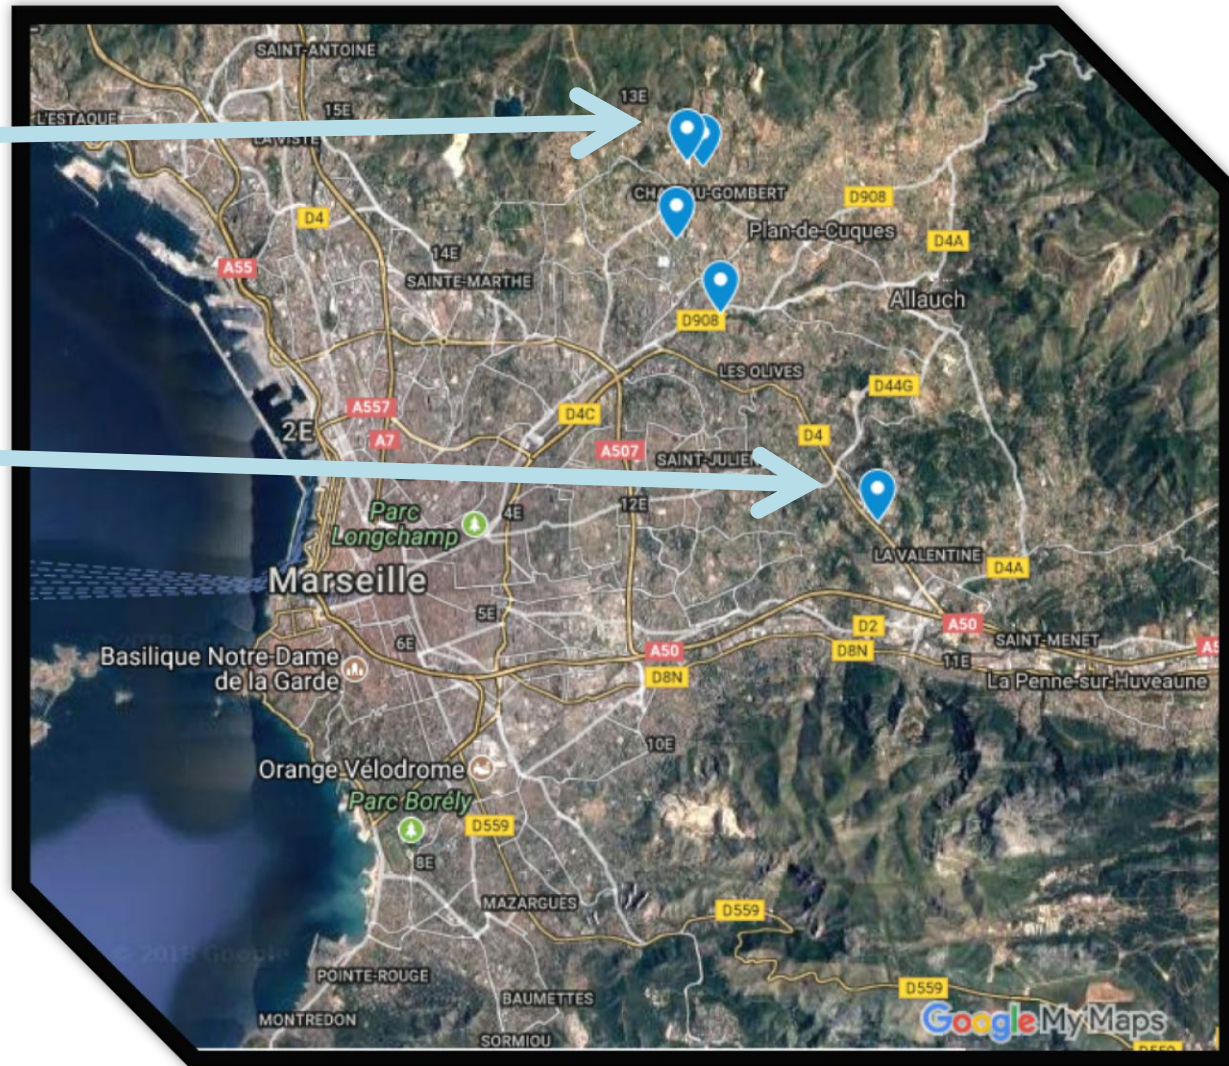 SAINT-ANTOINE
13E
15E
L'ESTAQUE
LA VISTE
CHATEAU-GOMBERT
D908
D4
Plan-de-Cuques
D4A
14E
A55
SAINTE-MARTHE
Allauch
D908
LES OLIVES
D44G
A557
D4C
2E
A7
D4
A507
SAINT-JULIEN
Parc
Longchamp
4E
12E
LA VALENTINE
D4A
Marseille
5E
A50
D2
6E
SAINT-MENET
A50
D8N
Basilique Notre-Dame
de la Garde
11E
D8N
La Penne-sur-Huveaune
10E
Orange Vélodrome
Parc Borély
D559
8E
MAZARGUES
D559
POINTE-ROUGE
D559
BAUMETTES
MONTREDON
Google My Maps
SORMIOU
D559